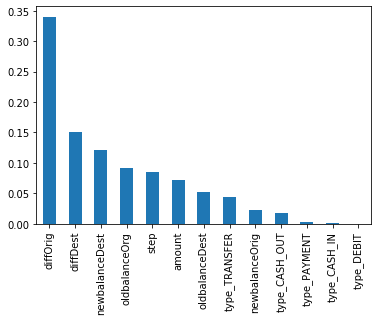 0.35
0.30
0.25
0.20
0.15
0.10
0.05
0.00
diffOrig
diffDest
newbalanceDest
oldbalanceOrg
step
amount
oldbalanceDest
type_TRANSFER
newbalanceOrig
type_CASH_OUT
type_PAYMENT
type_CASH_IN
type_DEBIT